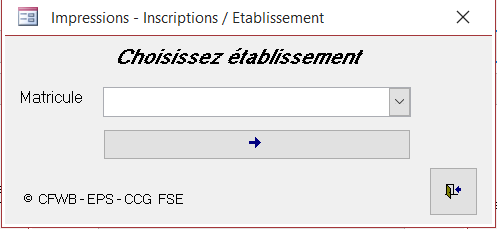 Impressions - Inscriptions / Etablissement
Choisissez établissement
Matricule
© CFWB - EPS - CCG FSE